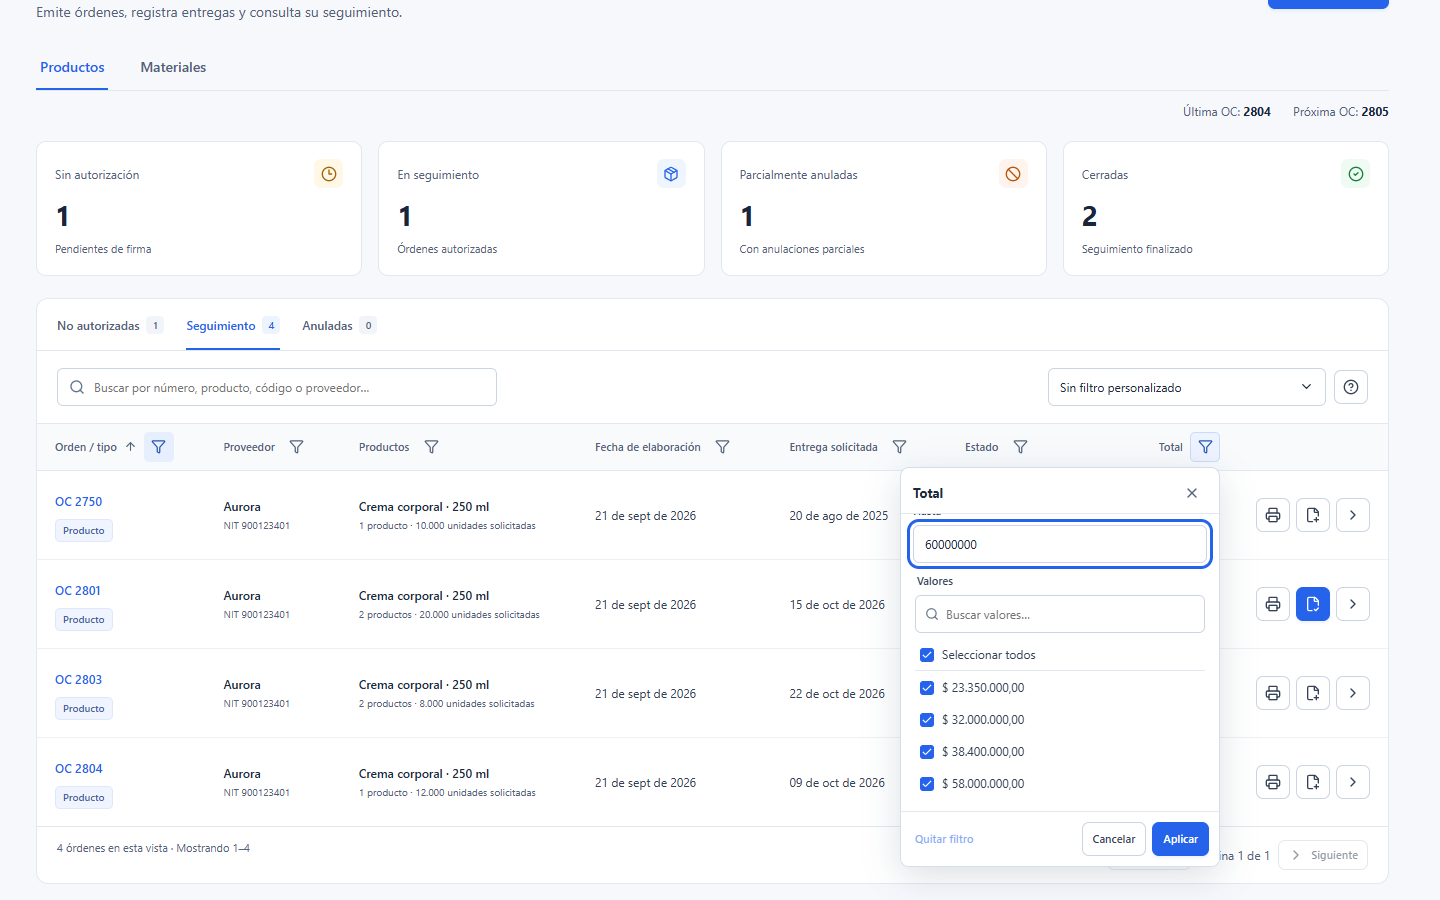 Emite órdenes, registra entregas y consulta su seguimiento.
Productos Materiales
Última OC: 2804 Próxima OC: 2805
Sin autorización
1
Pendientes de firma
En seguimiento
1
Órdenes autorizadas
Parcialmente anuladas
1
Con anulaciones parciales
Cerradas
2
Seguimiento finalizado
No autorizadas 1 Seguimiento 4 Anuladas 0
Buscar por número, producto, código o proveedor...
Sin filtro personalizado
Orden / tipo Proveedor Productos Fecha de elaboración Entrega solicitada Estado Total
OC 2750
Producto
Aurora
NIT 900123401
Crema corporal · 250 ml
1 producto · 10.000 unidades solicitadas
21 de sept de 2026
20 de ago de 2025
OC 2801
Producto
Aurora
NIT 900123401
Crema corporal · 250 ml
2 productos · 20.000 unidades solicitadas
21 de sept de 2026
15 de oct de 2026
OC 2803
Producto
Aurora
NIT 900123401
Crema corporal · 250 ml
2 productos · 8.000 unidades solicitadas
21 de sept de 2026
22 de oct de 2026
OC 2804
Producto
Aurora
NIT 900123401
Crema corporal · 250 ml
1 producto · 12.000 unidades solicitadas
21 de sept de 2026
09 de oct de 2026
Total
60000000
Valores
Buscar valores...
Seleccionar todos
$ 23.350.000,00
$ 32.000.000,00
$ 38.400.000,00
$ 58.000.000,00
Quitar filtro Cancelar Aplicar
4 órdenes en esta vista · Mostrando 1–4
1 de 1 Siguiente